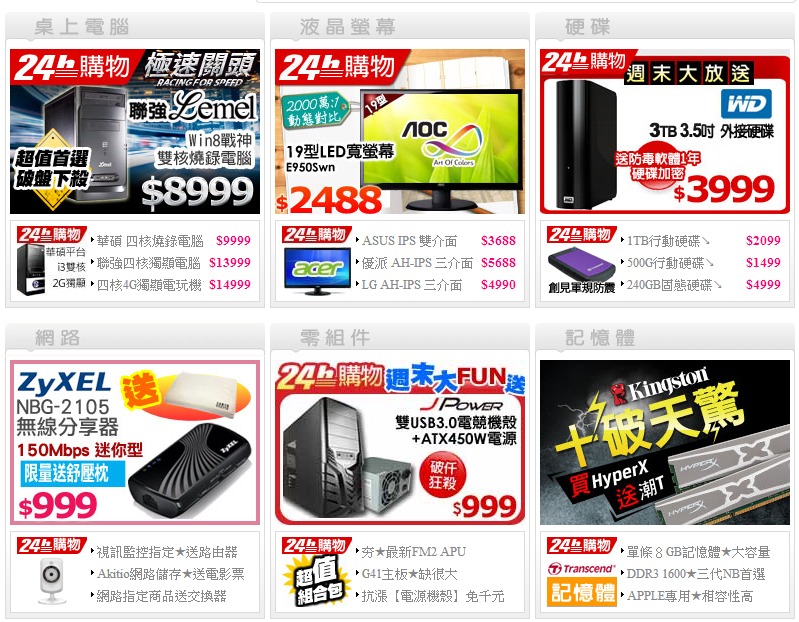 桌上電腦
24h購物 極速關頭
RACING FOR SPEED
聯強 Lemel
Win8戰神
雙核燒錄電腦
超值首選
破盤下殺
$8999
24h購物
華碩平台
i3雙核
2G獨顯
華碩 四核燒錄電腦 $9999
聯強四核獨顯電腦 $13999
四核4G獨顯電玩機 $14999
液晶螢幕
24h購物
2000萬:1
動態對比
19型
AOC
Art Of Colors
19型LED寬螢幕
E950Swn
$2488
24h購物
acer
ASUS IPS 雙介面 $3688
優派 AH-IPS 三介面 $5688
LG AH-IPS 三介面 $4990
硬碟
24h購物
週末大放送
WD
3TB 3.5吋 外接硬碟
送防毒軟體1年
硬碟加密
$3999
24h購物
創見軍規防震
1TB行動硬碟↘ $2099
500G行動硬碟↘ $1499
240GB固態硬碟↘ $4999
網路
ZyXEL 送
NBG-2105
無線分享器
150Mbps 迷你型
限量送舒壓枕
$999
24h購物
視訊監控指定★送路由器
Akitio網路儲存★送電影票
網路指定商品送交換器
零組件
24h購物 週末大FUN送
JPOWER
雙USB3.0電競機殼
+ATX450W電源
破仟
狂殺
$999
24h購物
超值
組合包
夯★最新FM2 APU
G41主板★缺很大
抗漲【電源機殼】免千元
記憶體
Kingston
十破天驚
買HyperX
送潮T
HYPERX
HYPERX
24h購物
Transcend
記憶體
單條８GB記憶體★大容量
DDR3 1600★三代NB首選
APPLE專用★相容性高